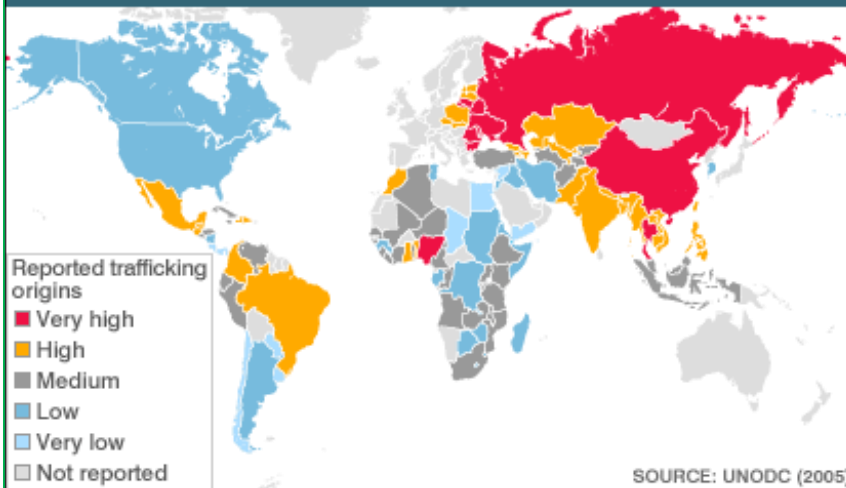 Reported trafficking
origins
Very high
High
Medium
Low
Very low
Not reported
SOURCE: UNODC (2005)